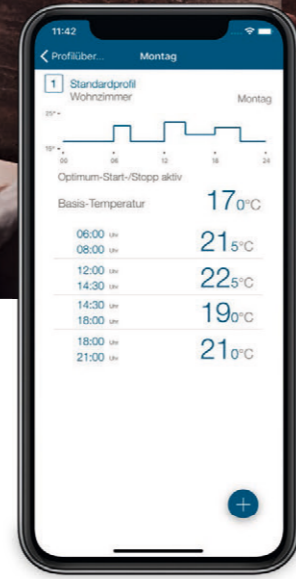 11:42
Profilüber... Montag
1 Standardprofil
Wohnzimmer Montag
25°
15°
00 06 12 18 24
Optimum-Start-/Stopp aktiv
Basis-Temperatur 17,0°C
06:00 Uhr
08:00 Uhr 21,5°C
12:00 Uhr
14:30 Uhr 22,5°C
14:30 Uhr
18:00 Uhr 19,0°C
18:00 Uhr
21:00 Uhr 21,0°C
+